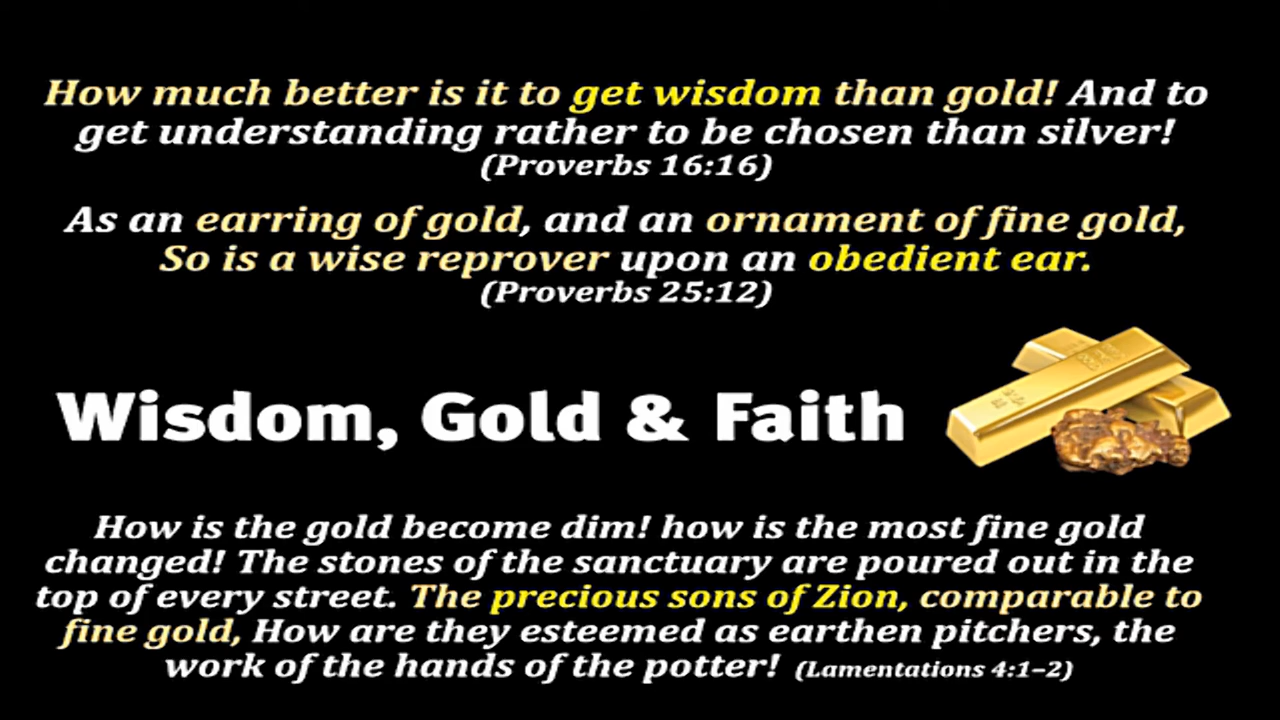 How much better is it to get wisdom than gold! And to
get understanding rather to be chosen than silver!
(Proverbs 16:16)
As an earring of gold, and an ornament of fine gold,
So is a wise reprover upon an obedient ear.
(Proverbs 25:12)
Wisdom, Gold & Faith
How is the gold become dim! how is the most fine gold
changed! The stones of the sanctuary are poured out in the
top of every street. The precious sons of Zion, comparable to
fine gold, How are they esteemed as earthen pitchers, the
work of the hands of the potter! (Lamentations 4:1–2)